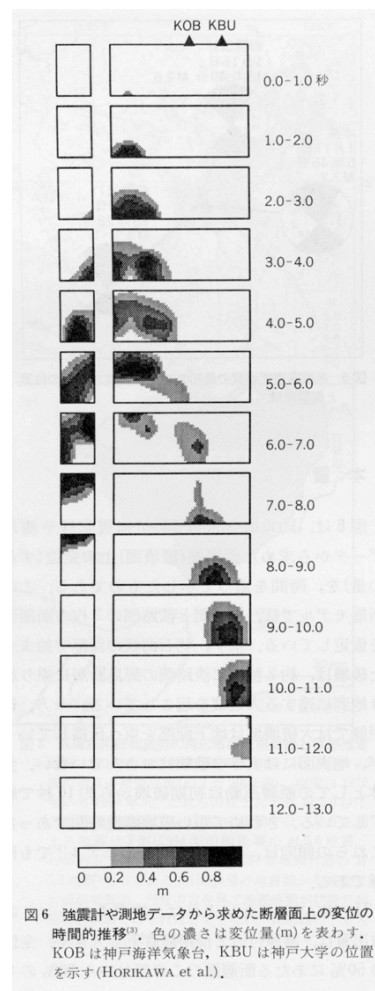 KOB KBU
0.0-1.0 秒
1.0-2.0
2.0-3.0
3.0-4.0
4.0-5.0
5.0-6.0
6.0-7.0
7.0-8.0
8.0-9.0
9.0-10.0
10.0-11.0
11.0-12.0
12.0-13.0
0.2 0.4 0.6 0.8
m
図6 強震計や測地データから求めた断層面上の変位の
時間的推移(3). 色の濃さは変位量(m)を表わす.
KOBは神戸海洋気象台, KBUは神戸大学の位置
を示す(HORIKAWA et al.).